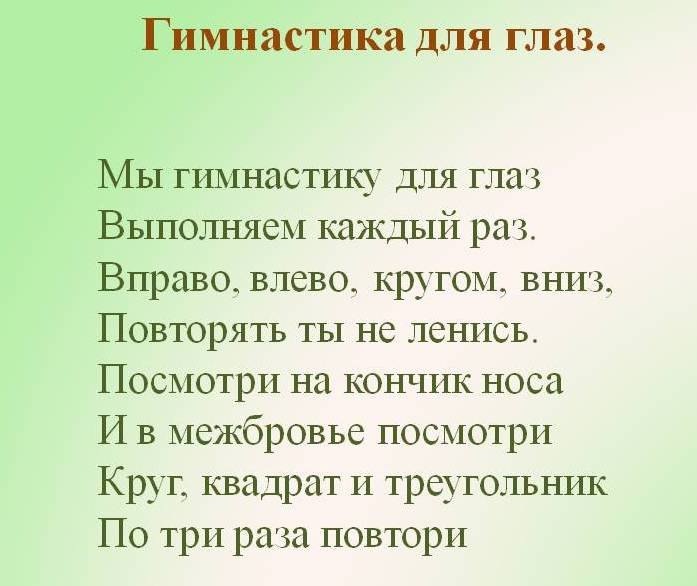 Гимнастика для глаз.
Мы гимнастику для глаз
Выполняем каждый раз.
Вправо, влево, кругом, вниз,
Повторять ты не ленись.
Посмотри на кончик носа
И в межбровье посмотри
Круг, квадрат и треугольник
По три раза повтори